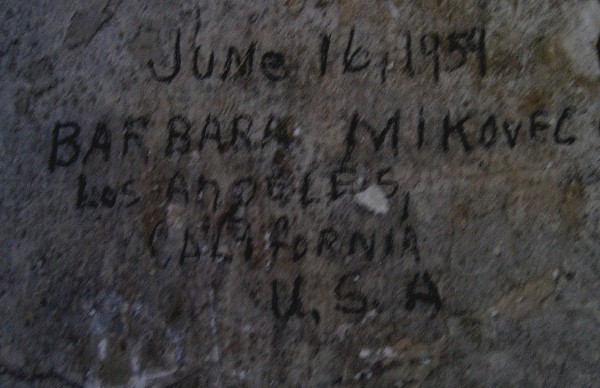 JUNE 16, 1959
BARBARA MIKOVEC
LOS ANGELES,
CALIFORNIA
U.S.A